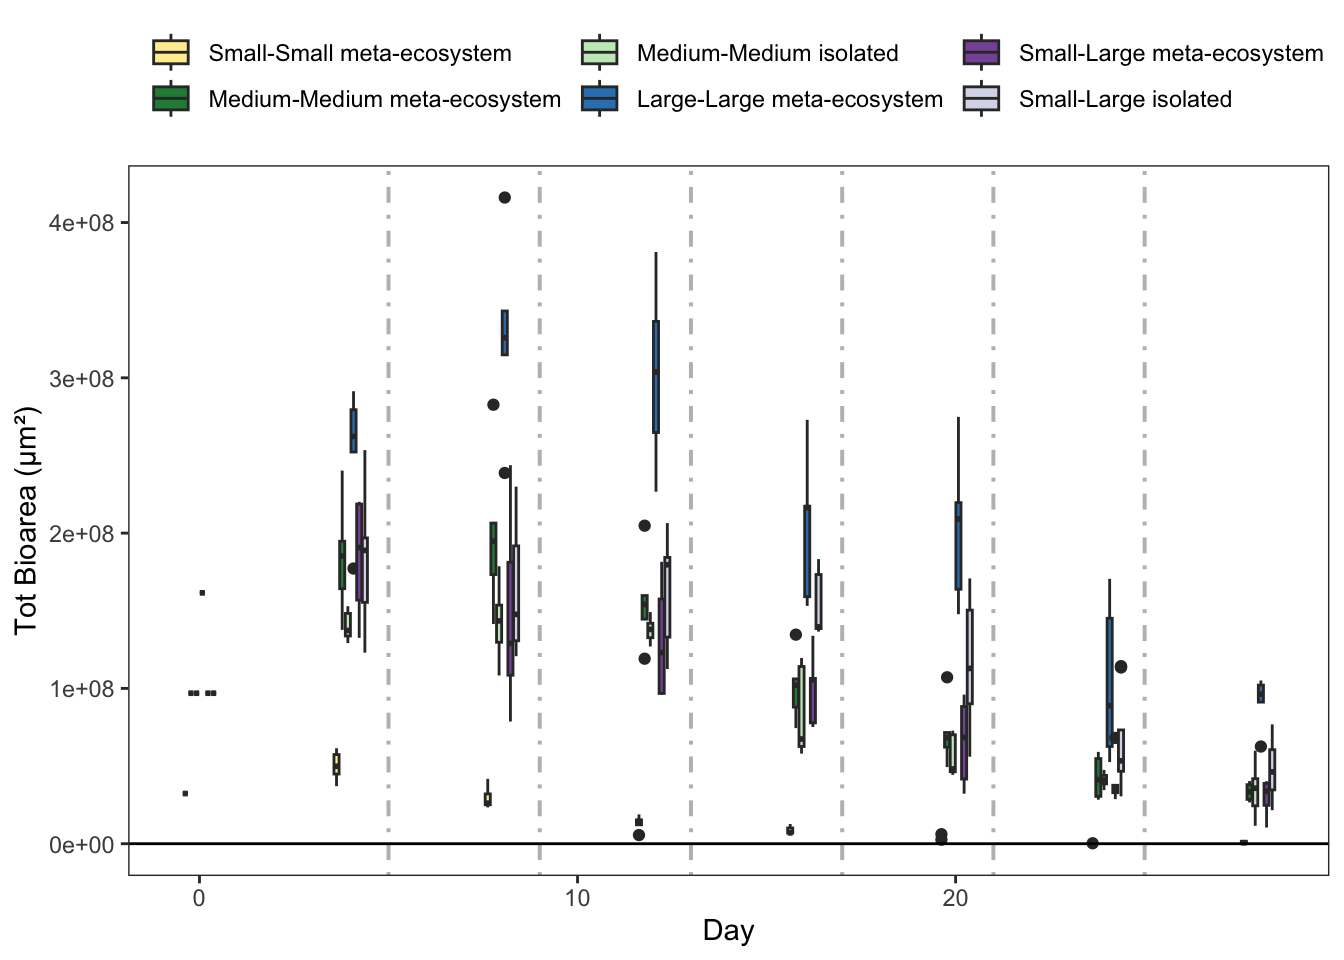 Small-Small meta-ecosystem Medium-Medium isolated Small-Large meta-ecosystem
Medium-Medium meta-ecosystem Large-Large meta-ecosystem Small-Large isolated
4e+08
3e+08
2e+08
1e+08
0e+00
Tot Bioarea (μm²)
0 10 20
Day